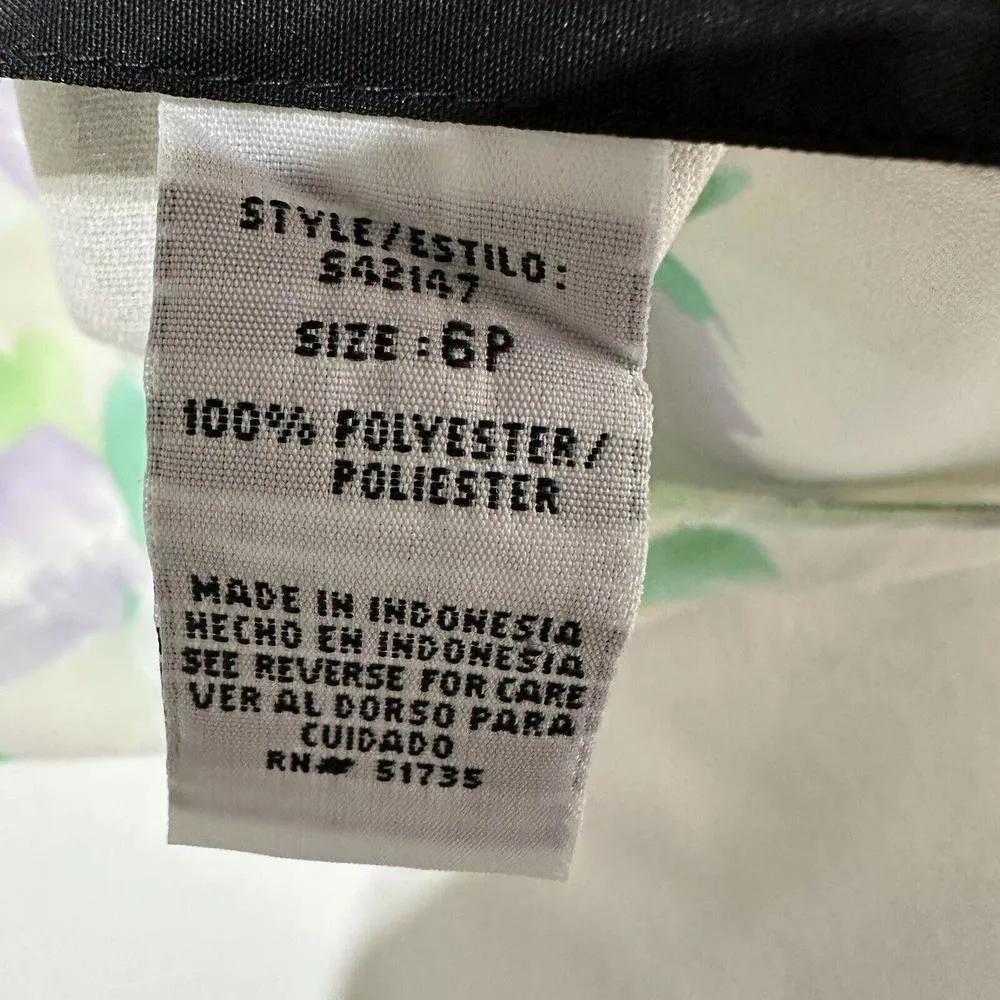 STYLE/ESTILO:
S42147
SIZE : 6P
100% POLYESTER/
POLIESTER
MADE IN INDONESIA
HECHO EN INDONESIA
SEE REVERSE FOR CARE
VER AL DORSO PARA
CUIDADO
RN# 51735